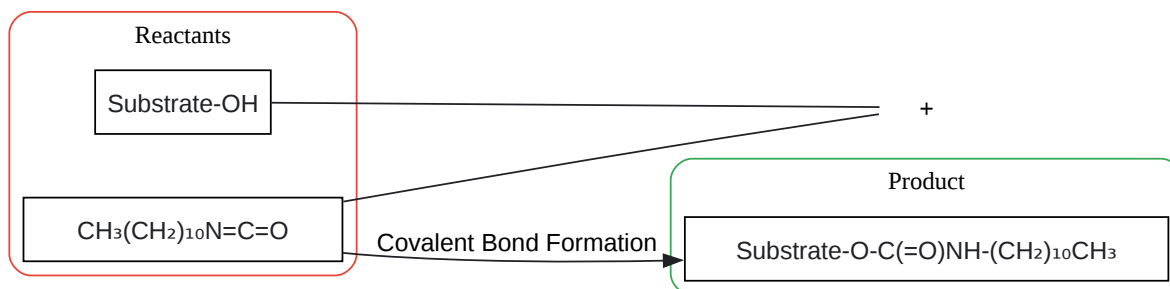 Reactants
Substrate-OH
+
CH₃(CH₂)₁₀N=C=O
Covalent Bond Formation
Product
Substrate-O-C(=O)NH-(CH₂)₁₀CH₃